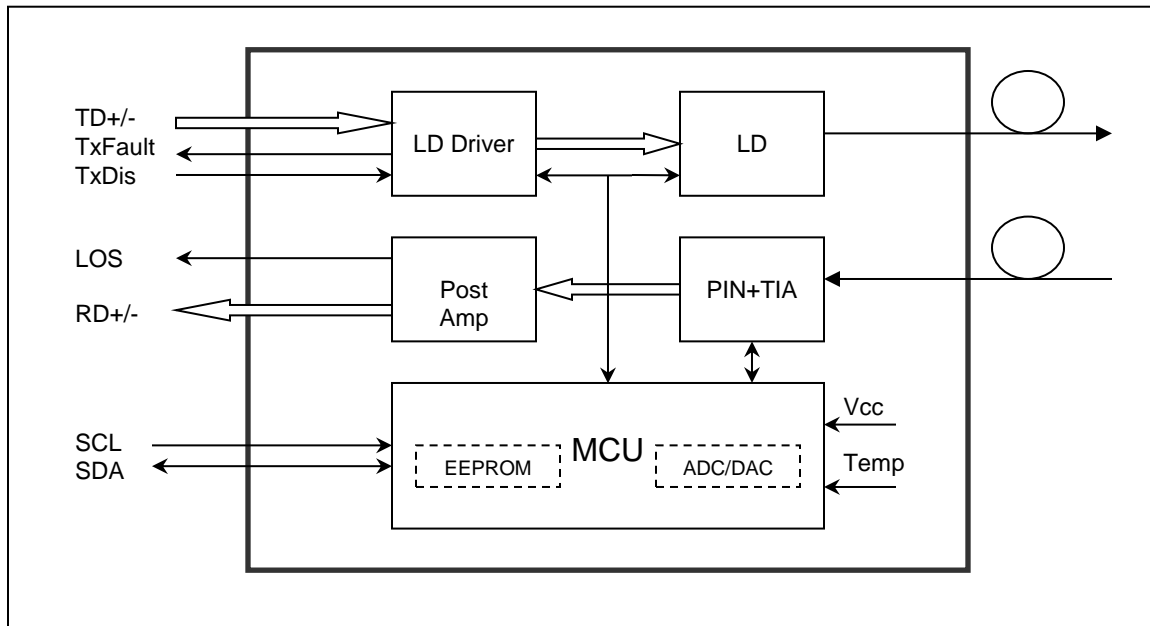 TD+/-
TxFault
TxDis
LD Driver
LD
LOS
RD+/-
Post
Amp
PIN+TIA
SCL
SDA
MCU
EEPROM
ADC/DAC
Vcc
Temp